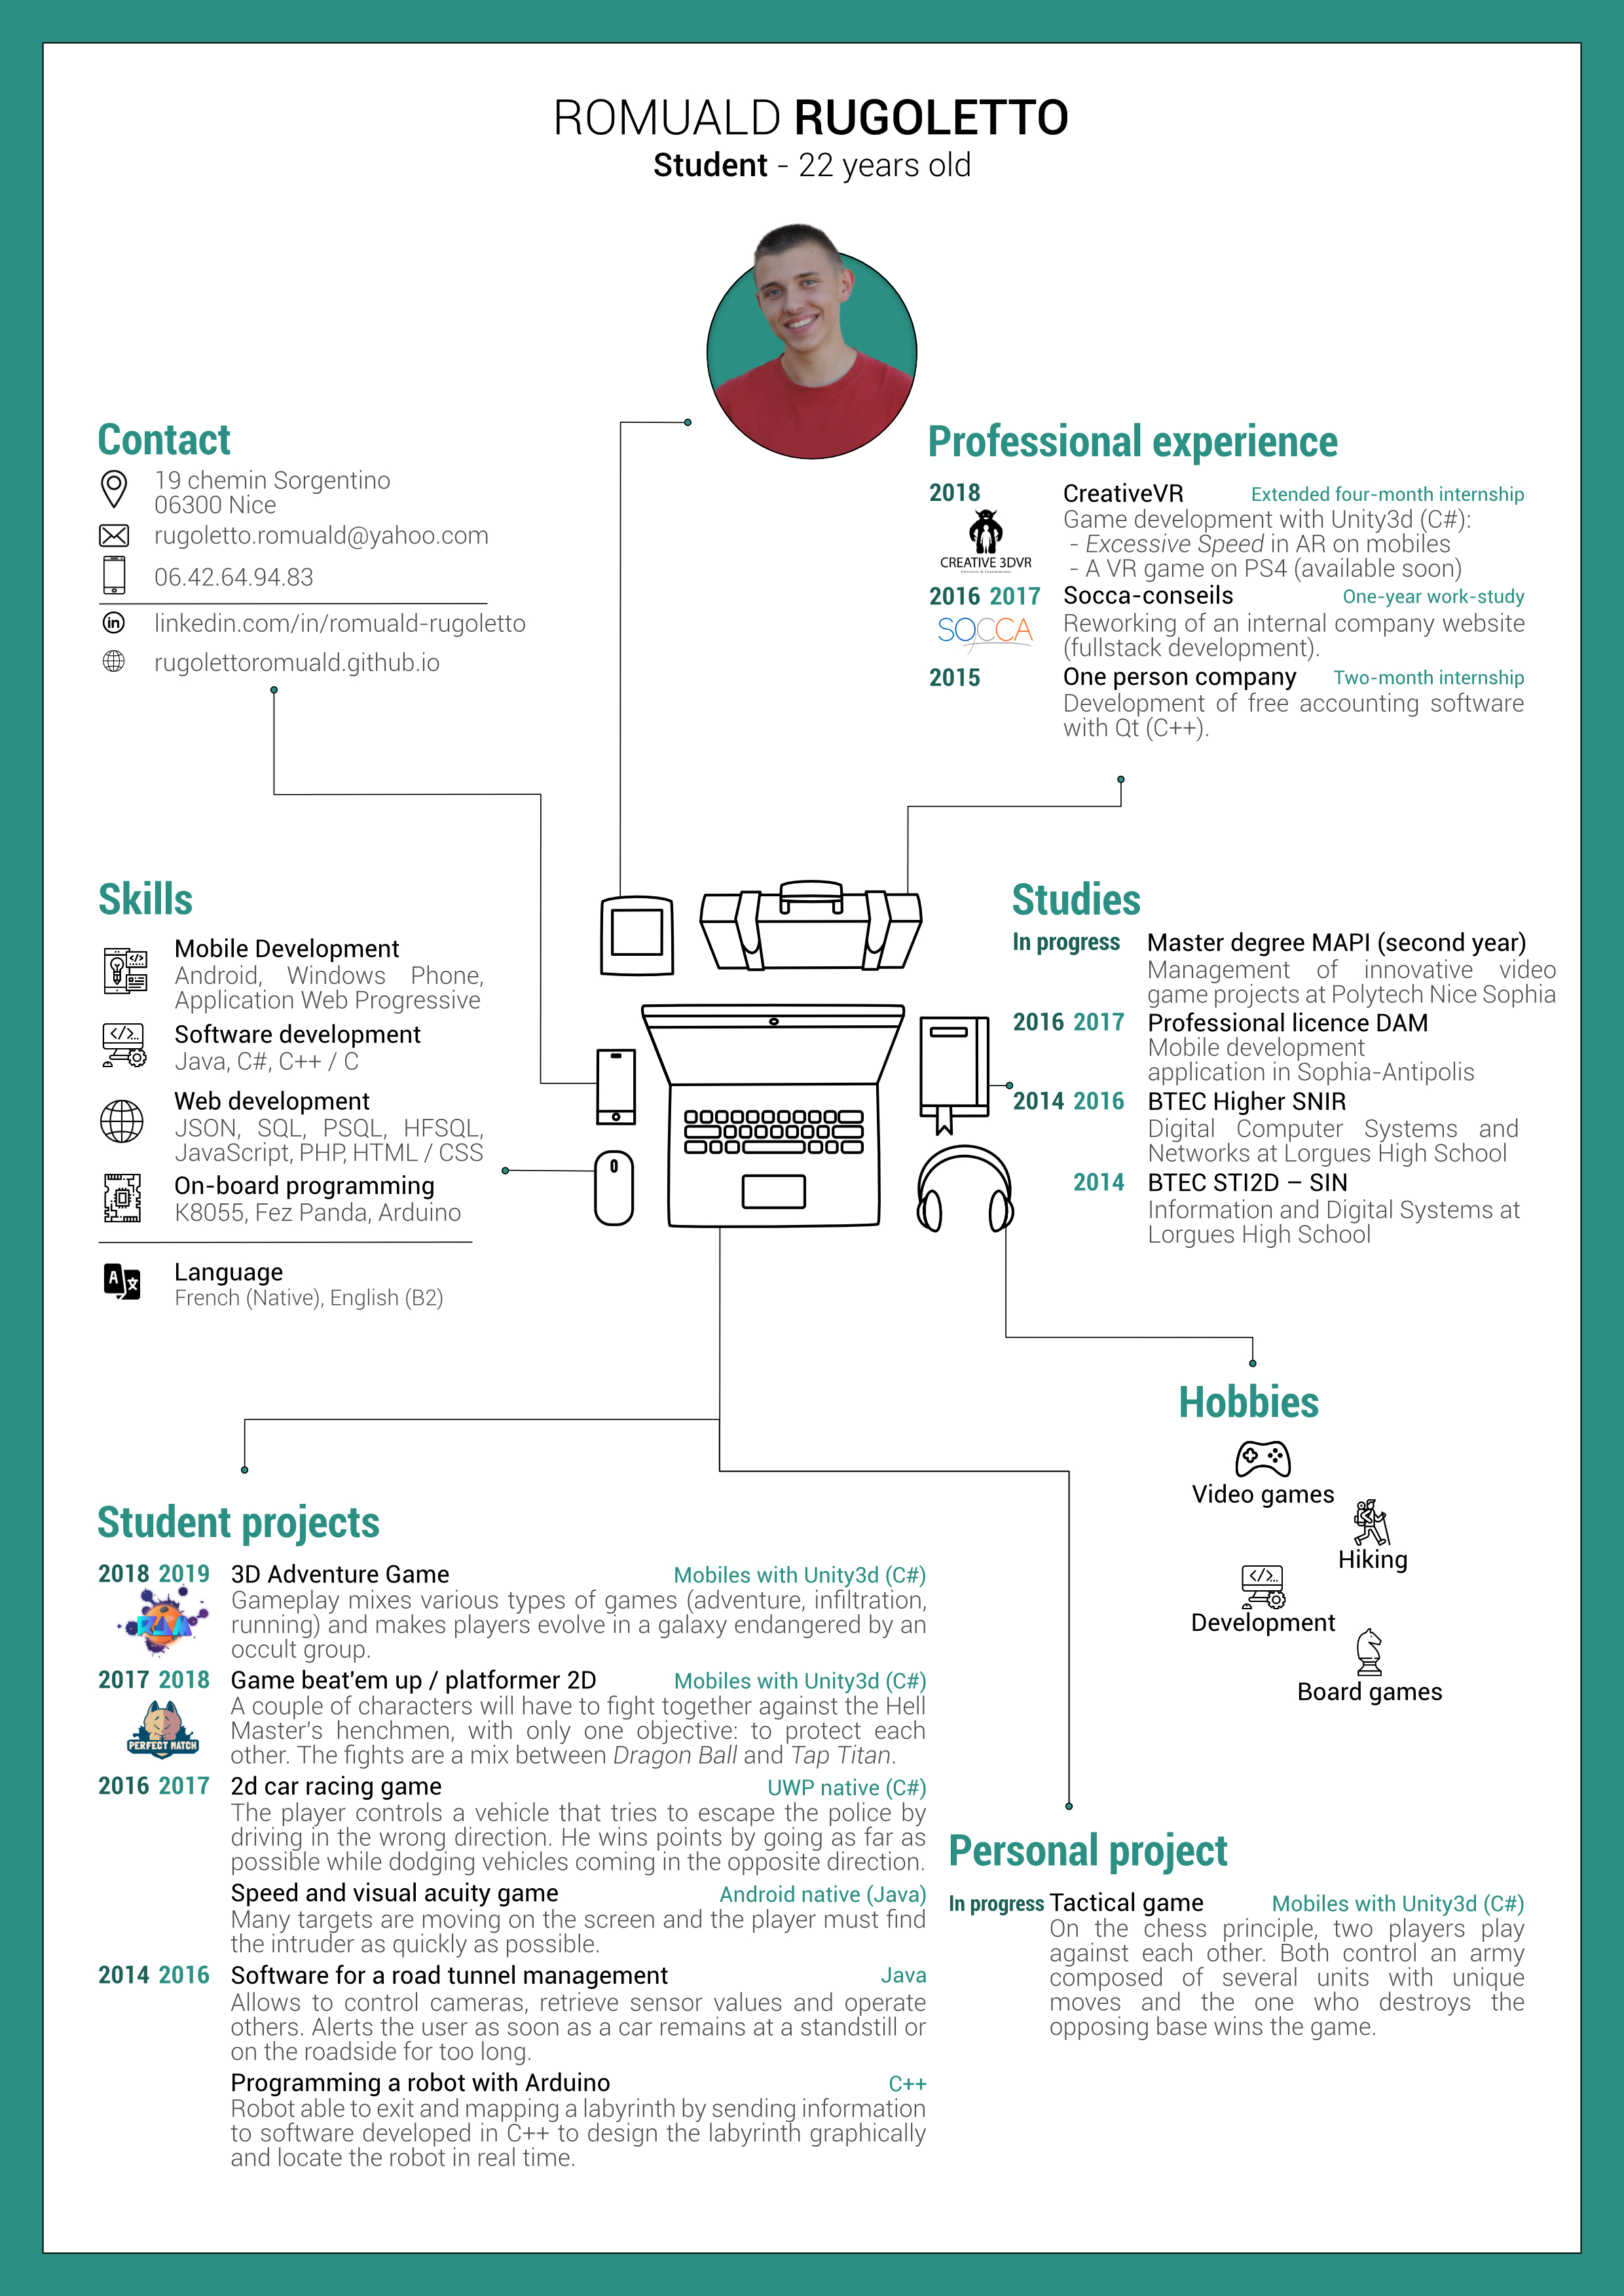 ROMUALD RUGOLETTO
Student - 22 years old
Contact
19 chemin Sorgentino
06300 Nice
rugoletto.romuald@yahoo.com
06.42.64.94.83
linkedin.com/in/romuald-rugoletto
rugolettoromuald.github.io
Professional experience
2018 CreativeVR Extended four-month internship
Game development with Unity3d (C#):
- Excessive Speed in AR on mobiles
- A VR game on PS4 (available soon)
CREATIVE 3DVR
2016 2017 Socca-conseils One-year work-study
SOCCA
Reworking of an internal company website
(fullstack development).
2015 One person company Two-month internship
Development of free accounting software
with Qt (C++).
Skills
Mobile Development
Android, Windows Phone,
Application Web Progressive
Software development
Java, C#, C++ / C
Web development
JSON, SQL, PSQL, HFSQL,
JavaScript, PHP, HTML / CSS
On-board programming
K8055, Fez Panda, Arduino
Language
French (Native), English (B2)
Studies
In progress Master degree MAPI (second year)
Management of innovative video
game projects at Polytech Nice Sophia
2016 2017 Professional licence DAM
Mobile development
application in Sophia-Antipolis
2014 2016 BTEC Higher SNIR
Digital Computer Systems and
Networks at Lorgues High School
2014 BTEC STI2D – SIN
Information and Digital Systems at
Lorgues High School
Hobbies
Video games
Hiking
Development
Board games
Student projects
2018 2019 3D Adventure Game Mobiles with Unity3d (C#)
Gameplay mixes various types of games (adventure, infiltration,
running) and makes players evolve in a galaxy endangered by an
occult group.
2017 2018 Game beat'em up / platformer 2D Mobiles with Unity3d (C#)
PERFECT MATCH
A couple of characters will have to fight together against the Hell
Master's henchmen, with only one objective: to protect each
other. The fights are a mix between Dragon Ball and Tap Titan.
2016 2017 2d car racing game UWP native (C#)
The player controls a vehicle that tries to escape the police by
driving in the wrong direction. He wins points by going as far as
possible while dodging vehicles coming in the opposite direction.
Speed and visual acuity game Android native (Java)
Many targets are moving on the screen and the player must find
the intruder as quickly as possible.
2014 2016 Software for a road tunnel management Java
Allows to control cameras, retrieve sensor values and operate
others. Alerts the user as soon as a car remains at a standstill or
on the roadside for too long.
Programming a robot with Arduino C++
Robot able to exit and mapping a labyrinth by sending information
to software developed in C++ to design the labyrinth graphically
and locate the robot in real time.
Personal project
In progress Tactical game Mobiles with Unity3d (C#)
On the chess principle, two players play
against each other. Both control an army
composed of several units with unique
moves and the one who destroys the
opposing base wins the game.